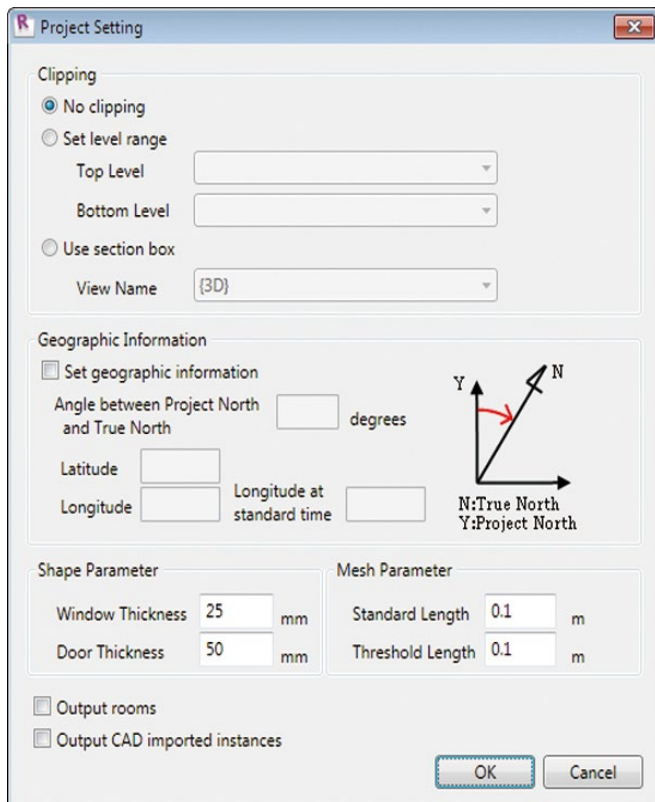 R Project Setting
Clipping
No clipping
Set level range
Top Level
Bottom Level
Use section box
View Name {3D}
Geographic Information
Set geographic information
Angle between Project North
and True North
degrees
Latitude
Longitude
Longitude at
standard time
Y
N
N:True North
Y:Project North
Shape Parameter
Window Thickness 25 mm
Door Thickness 50 mm
Mesh Parameter
Standard Length 0.1 m
Threshold Length 0.1 m
Output rooms
Output CAD imported instances
OK Cancel